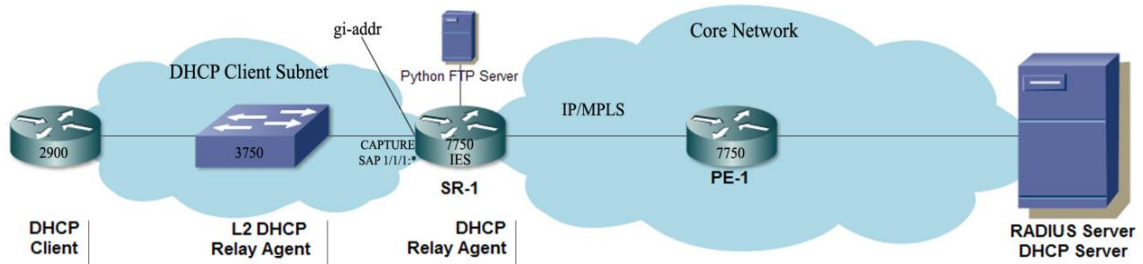 gi-addr
Core Network
DHCP Client Subnet
Python FTP Server
IP/MPLS
2900
3750
CAPTURE
SAP 1/1/1:*
7750
IES
SR-1
7750
PE-1
DHCP
Client
L2 DHCP
Relay Agent
DHCP
Relay Agent
RADIUS Server
DHCP Server